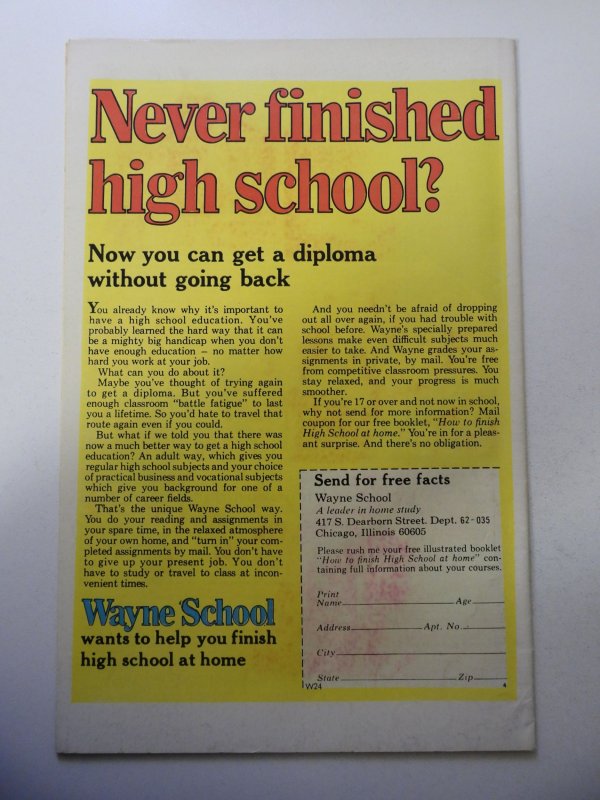 Never finished
high school?
Now you can get a diploma
without going back
You already know why it's important to
have a high school education. You've
probably learned the hard way that it can
be a mighty big handicap when you don't
have enough education – no matter how
hard you work at your job.
What can you do about it?
Maybe you've thought of trying again
to get a diploma. But you've suffered
enough classroom "battle fatigue" to last
you a lifetime. So you'd hate to travel that
route again even if you could.
But what if we told you that there was
now a much better way to get a high school
education? An adult way, which gives you
regular high school subjects and your choice
of practical business and vocational subjects
which give you background for one of a
number of career fields.
That's the unique Wayne School way.
You do your reading and assignments in
your spare time, in the relaxed atmosphere
of your own home, and "turn in" your com-
pleted assignments by mail. You don't have
to give up your present job. You don't
have to study or travel to class at incon-
venient times.
Wayne School
wants to help you finish
high school at home
And you needn't be afraid of dropping
out all over again, if you had trouble with
school before. Wayne's specially prepared
lessons make even difficult subjects much
easier to take. And Wayne grades your as-
signments in private, by mail. You're free
from competitive classroom pressures. You
stay relaxed, and your progress is much
smoother.
If you're 17 or over and not now in school,
why not send for more information? Mail
coupon for our free booklet, "How to finish
High School at home." You're in for a pleas-
ant surprise. And there's no obligation.
Send for free facts
Wayne School
A leader in home study
417 S. Dearborn Street. Dept. 62-035
Chicago, Illinois 60605
Please rush me your free illustrated booklet
"How to finish High School at home" con-
taining full information about your courses.
Print
Name Age
Address Apt. No.
City
State Zip
W24 4